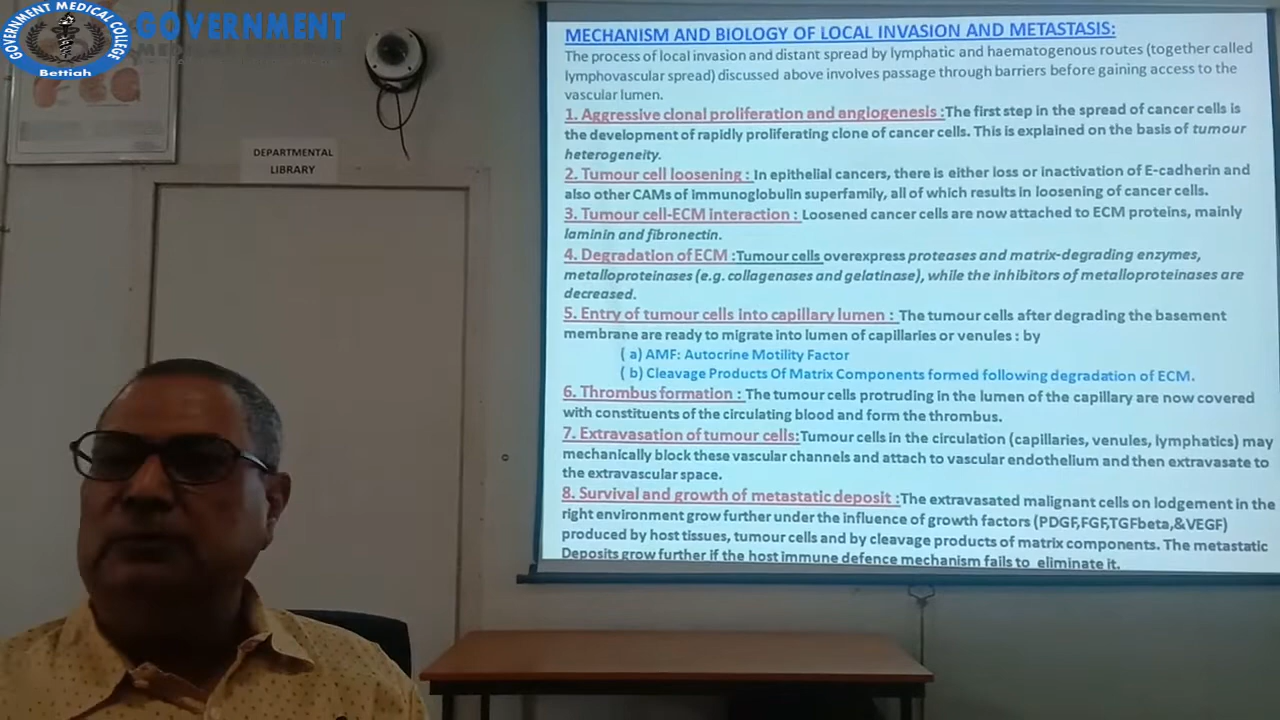 GOVERNMENT MEDICAL COLLEGE
Bettiah
GOVERNMENT
DEPARTMENTAL
LIBRARY
MECHANISM AND BIOLOGY OF LOCAL INVASION AND METASTASIS:
The process of local invasion and distant spread by lymphatic and haematogenous routes (together called
lymphovascular spread) discussed above involves passage through barriers before gaining access to the
vascular lumen.
1. Aggressive clonal proliferation and angiogenesis :The first step in the spread of cancer cells is
the development of rapidly proliferating clone of cancer cells. This is explained on the basis of tumour
heterogeneity.
2. Tumour cell loosening : In epithelial cancers, there is either loss or inactivation of E-cadherin and
also other CAMs of immunoglobulin superfamily, all of which results in loosening of cancer cells.
3. Tumour cell-ECM interaction : Loosened cancer cells are now attached to ECM proteins, mainly
laminin and fibronectin.
4. Degradation of ECM :Tumour cells overexpress proteases and matrix-degrading enzymes,
metalloproteinases (e.g. collagenases and gelatinase), while the inhibitors of metalloproteinases are
decreased.
5. Entry of tumour cells into capillary lumen : The tumour cells after degrading the basement
membrane are ready to migrate into lumen of capillaries or venules : by
( a) AMF: Autocrine Motility Factor
( b) Cleavage Products Of Matrix Components formed following degradation of ECM.
6. Thrombus formation : The tumour cells protruding in the lumen of the capillary are now covered
with constituents of the circulating blood and form the thrombus.
7. Extravasation of tumour cells:Tumour cells in the circulation (capillaries, venules, lymphatics) may
mechanically block these vascular channels and attach to vascular endothelium and then extravasate to
the extravascular space.
8. Survival and growth of metastatic deposit :The extravasated malignant cells on lodgement in the
right environment grow further under the influence of growth factors (PDGF,FGF,TGFbeta,&VEGF)
produced by host tissues, tumour cells and by cleavage products of matrix components. The metastatic
Deposits grow further if the host immune defence mechanism fails to eliminate it.